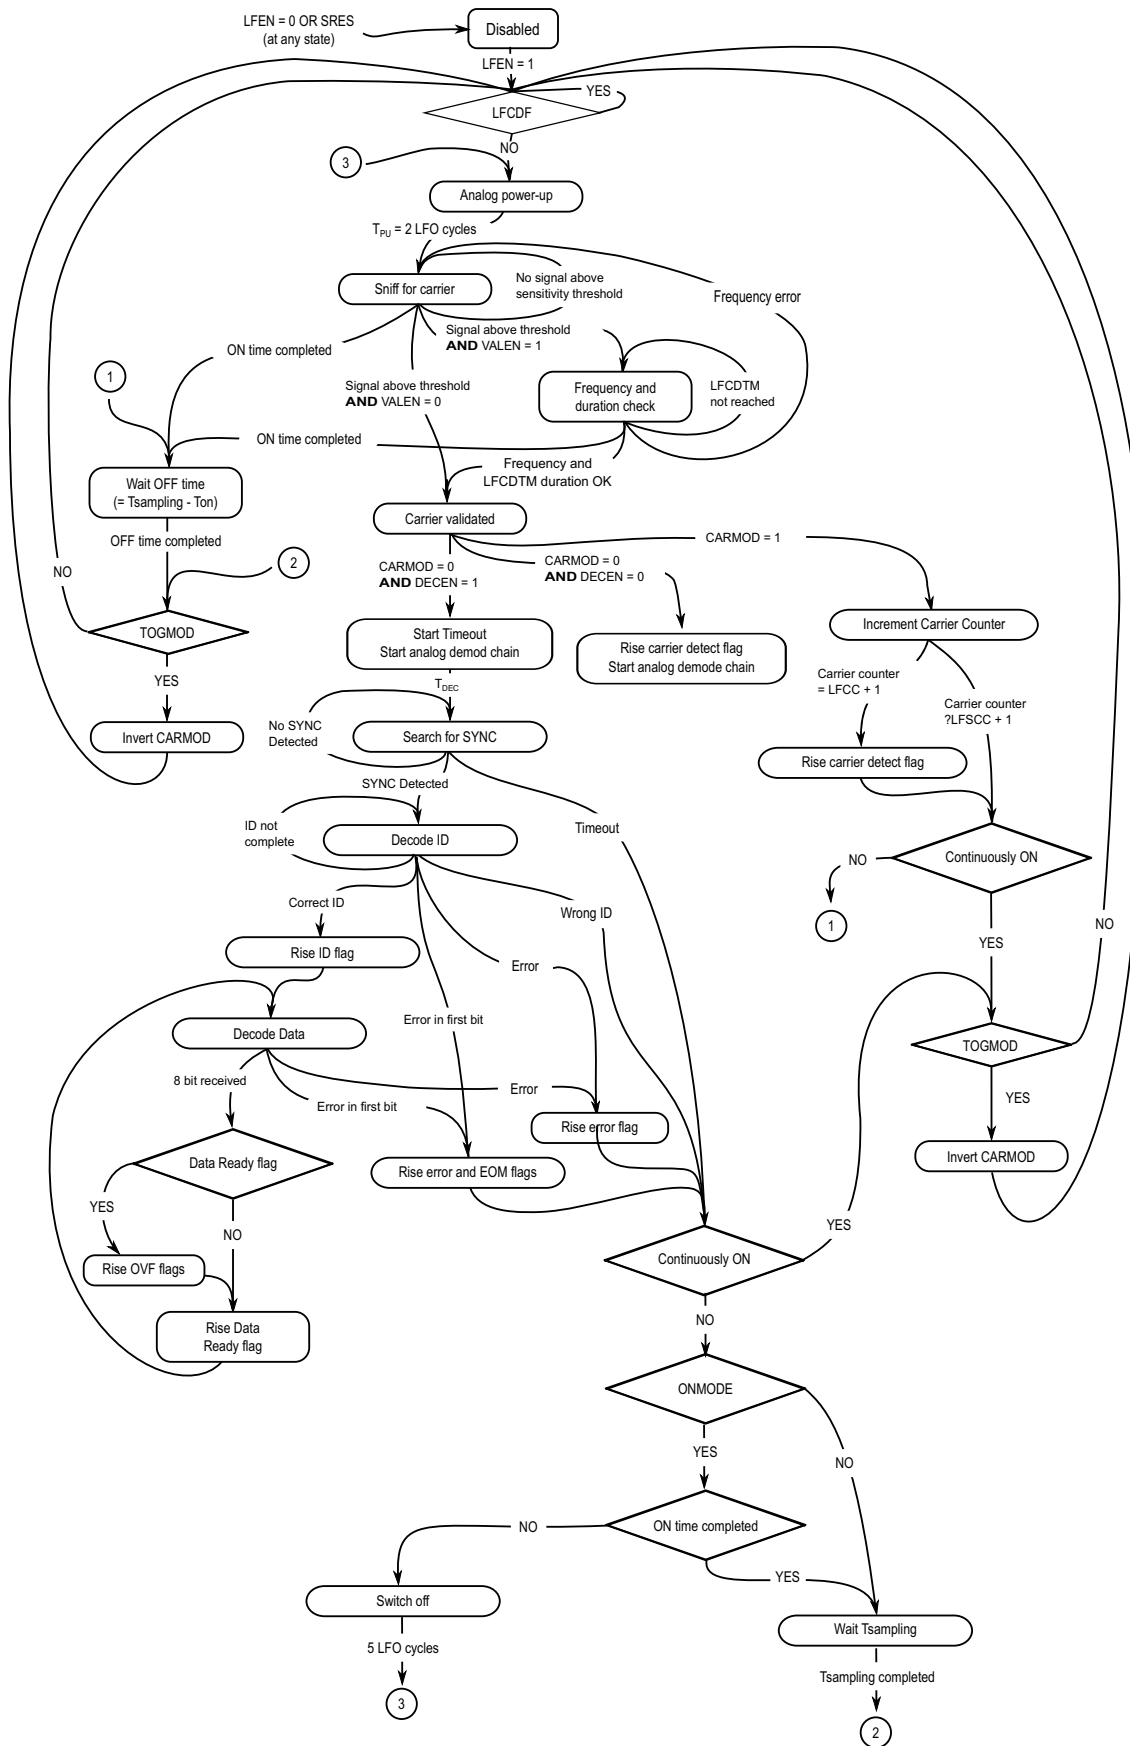 LFEN = 0 OR SRES
(at any state)
Disabled
LFEN = 1
YES
LFCDF
NO
3
Analog power-up
TPU = 2 LFO cycles
No signal above
sensitivity threshold
Sniff for carrier
Frequency error
Signal above threshold
AND VALEN = 1
ON time completed
1
Signal above threshold
AND VALEN = 0
Frequency and
duration check
LFCDTM
not reached
ON time completed
Frequency and
LFCDTM duration OK
Wait OFF time
(= Tsampling - Ton)
Carrier validated
OFF time completed
CARMOD = 1
NO
2
CARMOD = 0
AND DECEN = 1
CARMOD = 0
AND DECEN = 0
TOGMOD
Start Timeout
Start analog demod chain
Rise carrier detect flag
Start analog demode chain
Increment Carrier Counter
YES
TDEC
Carrier counter
= LFCC + 1
Carrier counter
?LFSCC + 1
Invert CARMOD
No SYNC
Detected
Search for SYNC
Rise carrier detect flag
SYNC Detected
ID not
complete
Decode ID
Timeout
Continuously ON
NO
Correct ID
Wrong ID
1
NO
Rise ID flag
Error
YES
Decode Data
Error in first bit
TOGMOD
8 bit received
Error in first bit
Error
YES
Rise error flag
Data Ready flag
Rise error and EOM flags
Invert CARMOD
YES
NO
YES
Rise OVF flags
Continuously ON
Rise Data
Ready flag
NO
ONMODE
YES
NO
NO
ON time completed
YES
Switch off
Wait Tsampling
5 LFO cycles
Tsampling completed
3
2